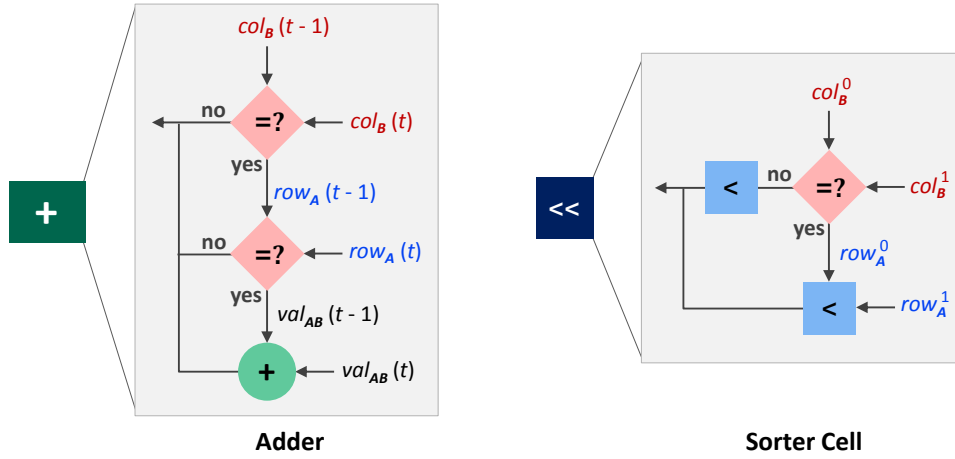 +
col_B (t - 1)
no
=?
col_B (t)
yes
row_A (t - 1)
no
=?
row_A (t)
yes
val_AB (t - 1)
+
val_AB (t)
Adder
<<
col_B^0
<
no
=?
col_B^1
yes
row_A^0
<
row_A^1
Sorter Cell